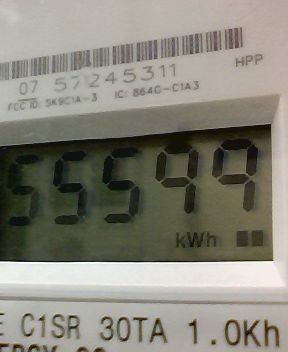 HPP
07 57245311
FCC ID: SK9C1A-3 IC: 864G-C1A3
55599
kWh
E C1SR 30TA 1.0Kh